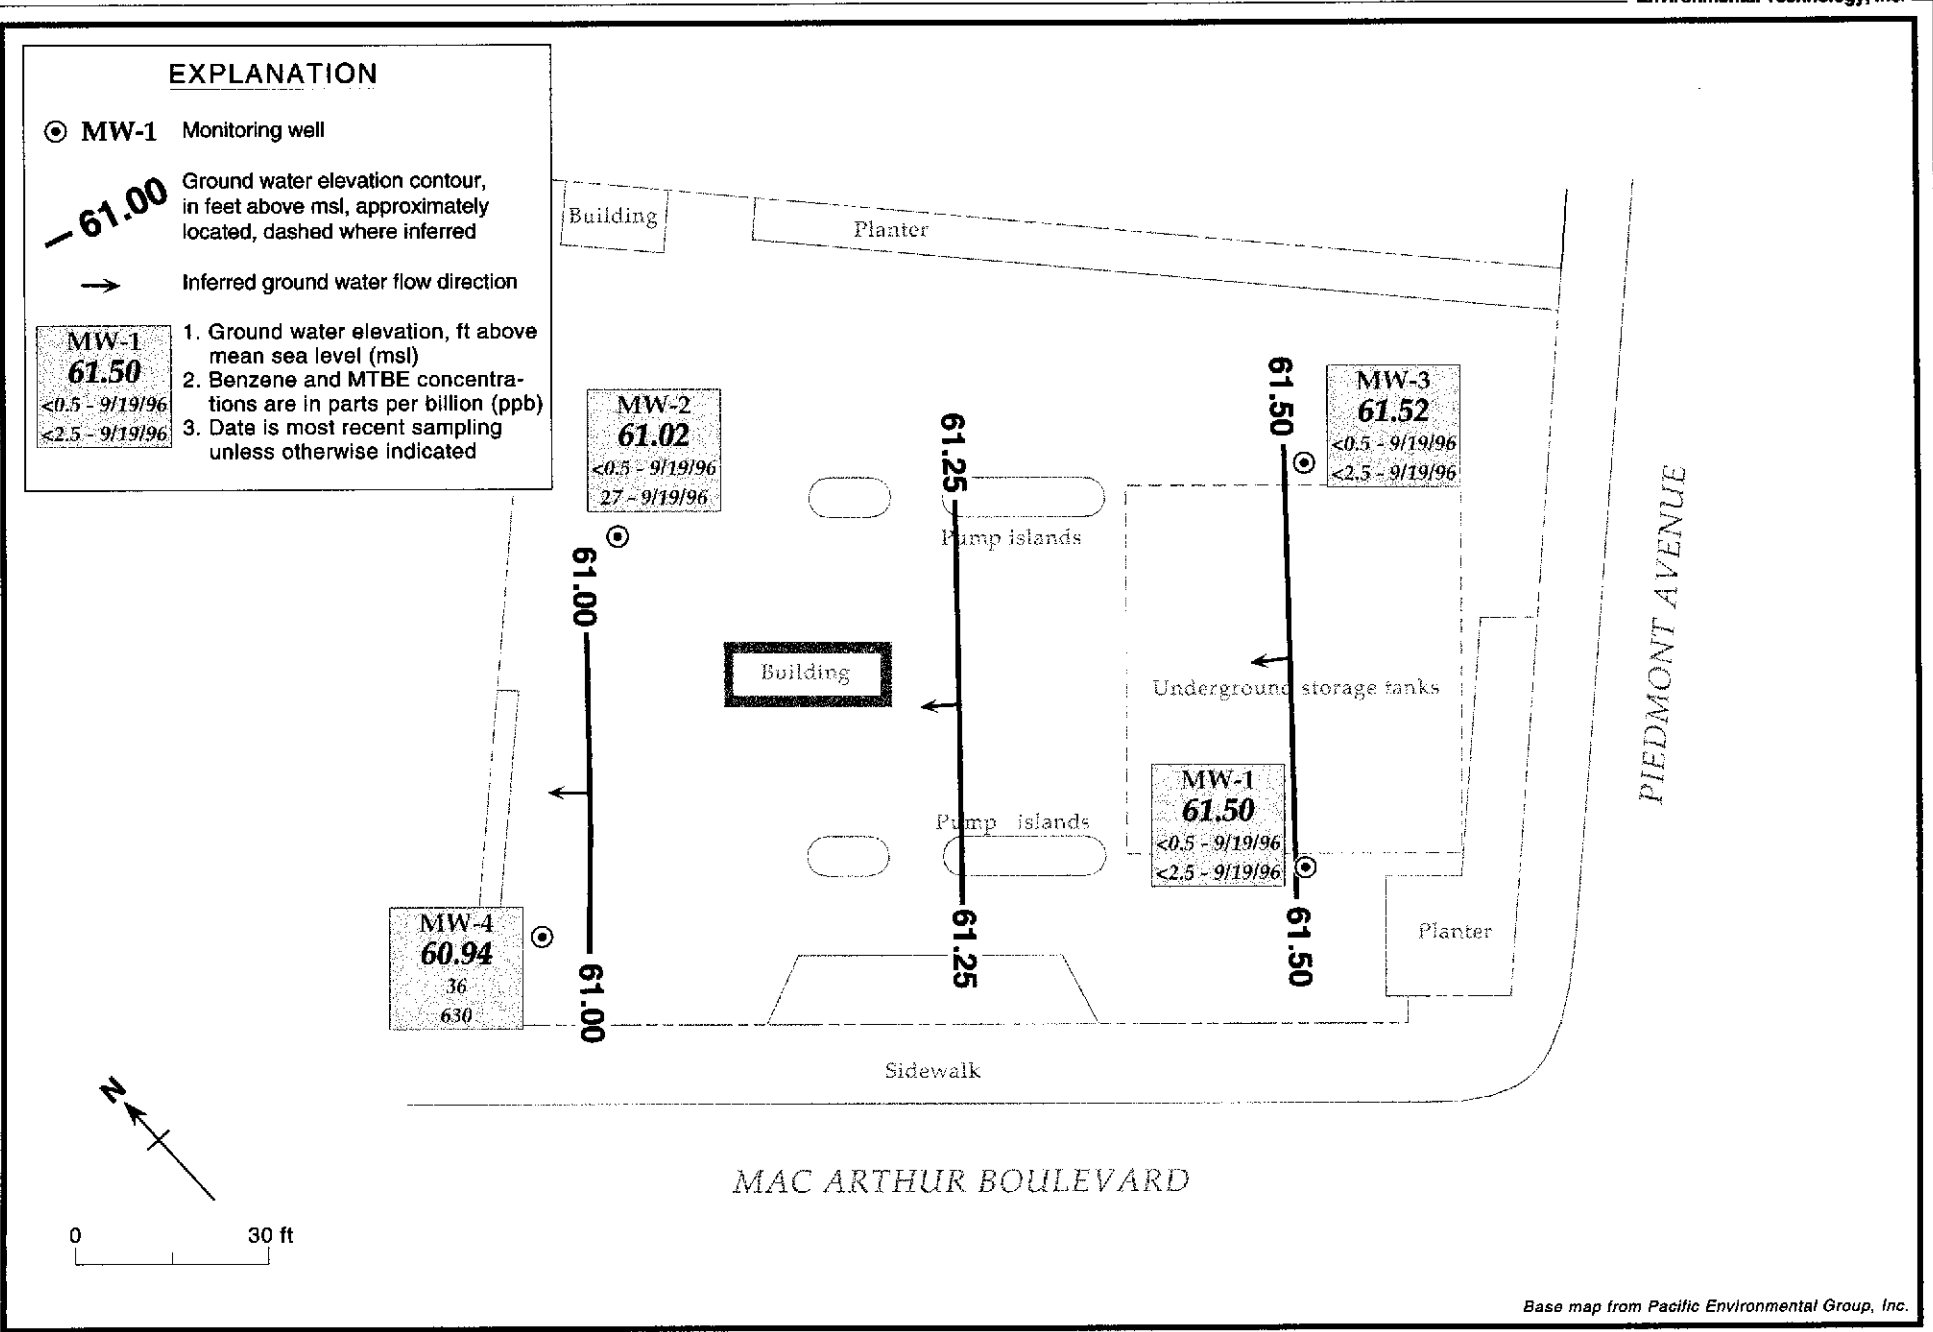 Environmental Technology, Inc.
EXPLANATION
MW-1 Monitoring well
61.00 Ground water elevation contour,
in feet above msl, approximately
located, dashed where inferred
Inferred ground water flow direction
MW-1
61.50
<0.5 - 9/19/96
<2.5 - 9/19/96
1. Ground water elevation, ft above
mean sea level (msl)
2. Benzene and MTBE concentra-
tions are in parts per billion (ppb)
3. Date is most recent sampling
unless otherwise indicated
Building
Planter
MW-2
61.02
<0.5 - 9/19/96
27 - 9/19/96
61.25
61.50
MW-3
61.52
<0.5 - 9/19/96
<2.5 - 9/19/96
Pump islands
61.00
Building
Underground storage tanks
PIEDMONT AVENUE
MW-1
61.50
<0.5 - 9/19/96
<2.5 - 9/19/96
Pump islands
MW-4
60.94
36
630
61.00
61.25
61.50
Planter
Sidewalk
N
MAC ARTHUR BOULEVARD
0 30 ft
Base map from Pacific Environmental Group, Inc.